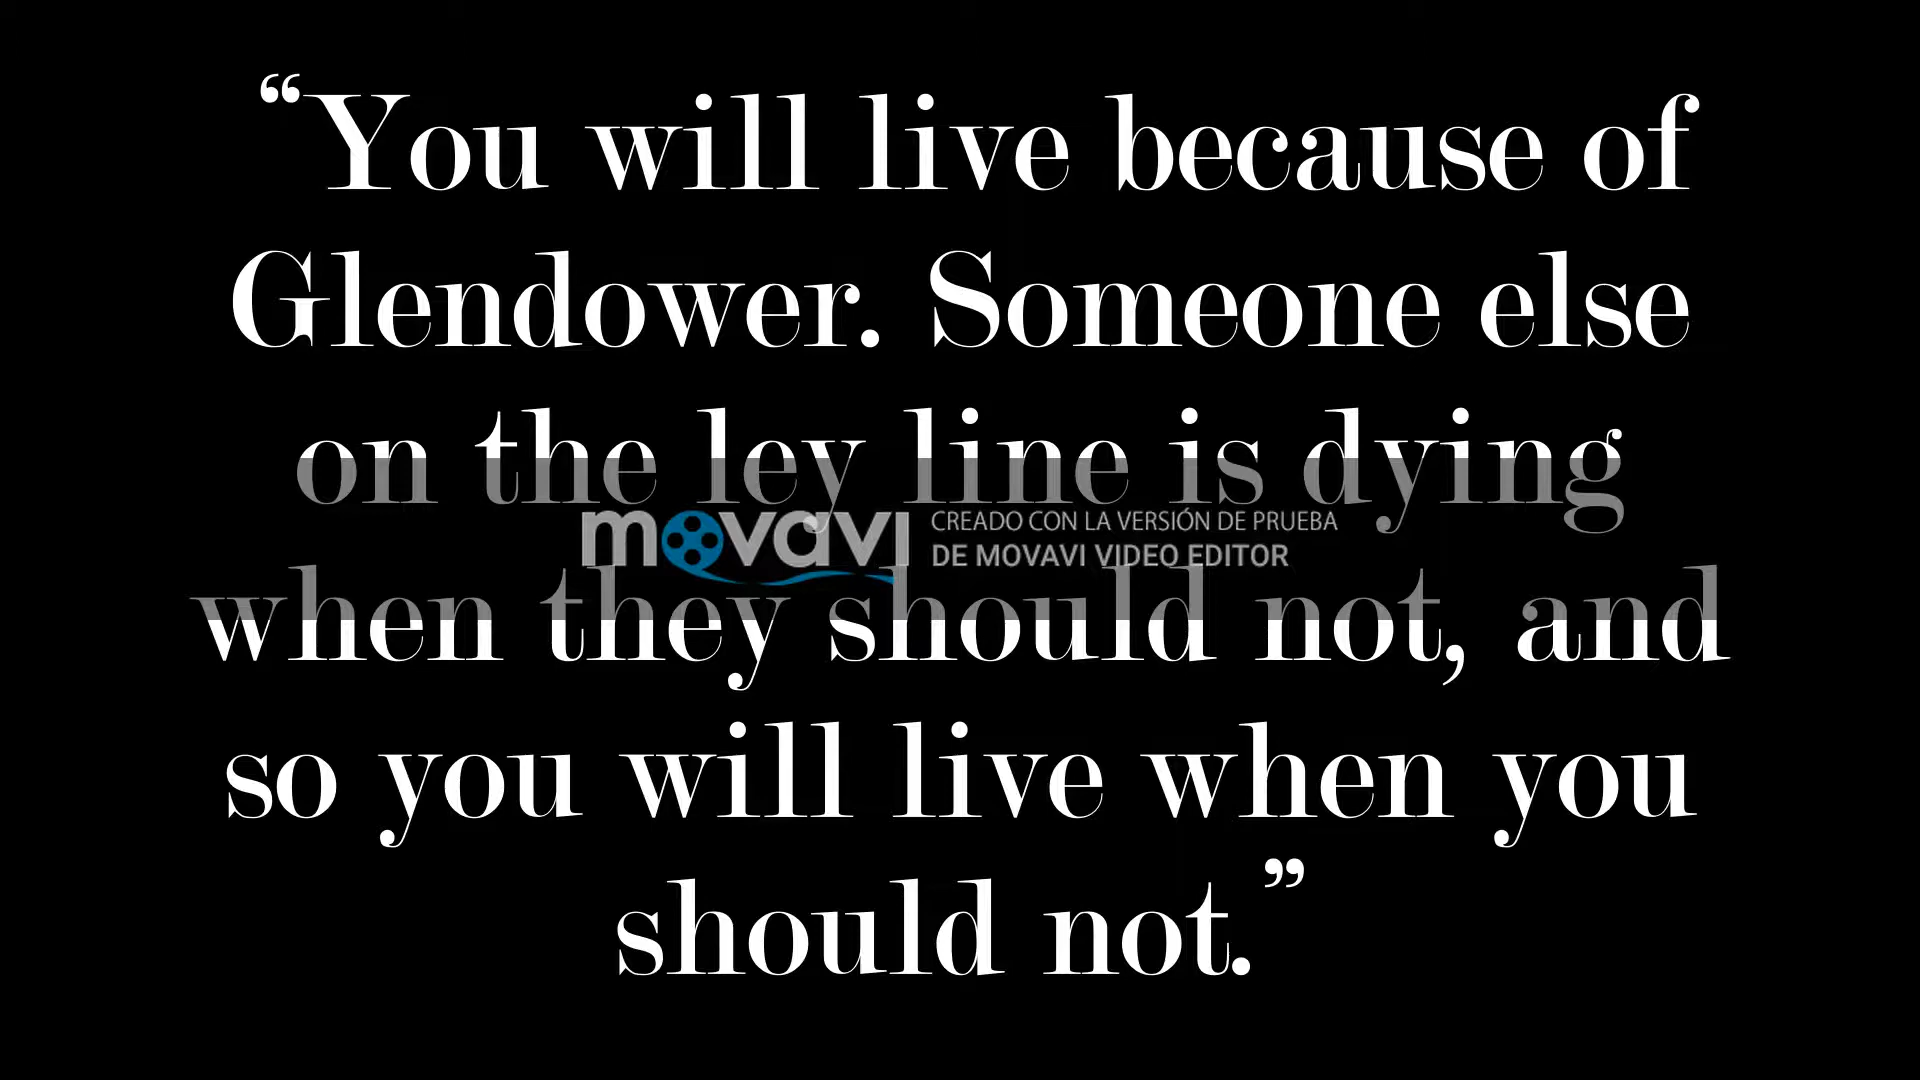 “You will live because of
Glendower. Someone else
on the ley line is dying
movavi CREADO CON LA VERSIÓN DE PRUEBA
DE MOVAVI VIDEO EDITOR
when they should not, and
so you will live when you
should not.”